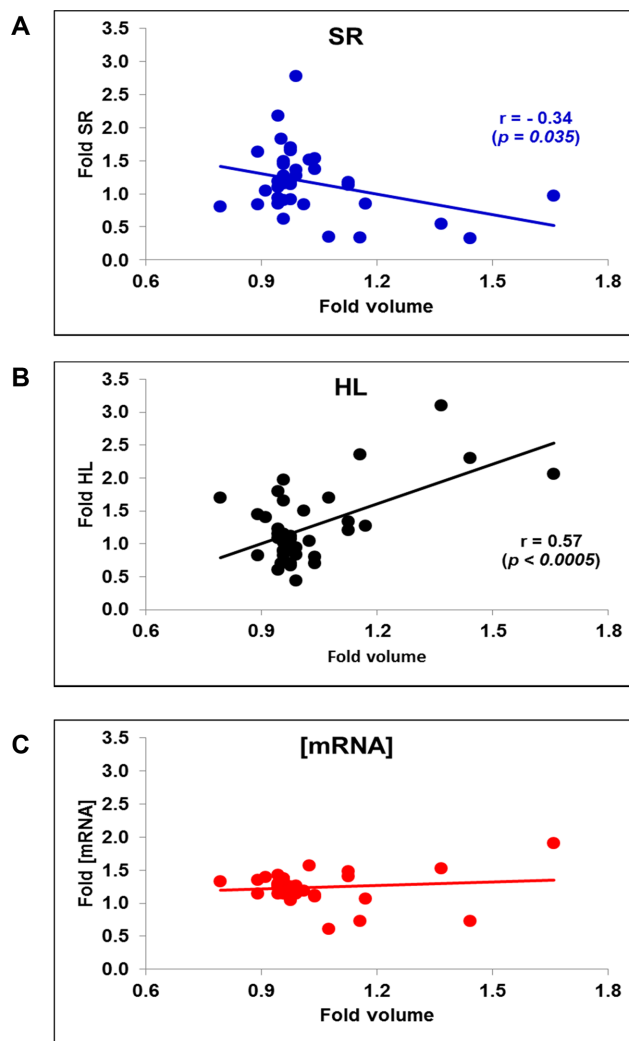 A
SR
3.5
3.0
2.5
2.0
1.5
1.0
0.5
0.0
Fold SR
r = - 0.34
(p = 0.035)
0.6 0.9 1.2 1.5 1.8
Fold volume
B
HL
3.5
3.0
2.5
2.0
1.5
1.0
0.5
0.0
Fold HL
r = 0.57
(p < 0.0005)
0.6 0.9 1.2 1.5 1.8
Fold volume
C
[mRNA]
3.5
3.0
2.5
2.0
1.5
1.0
0.5
0.0
Fold [mRNA]
0.6 0.9 1.2 1.5 1.8
Fold volume